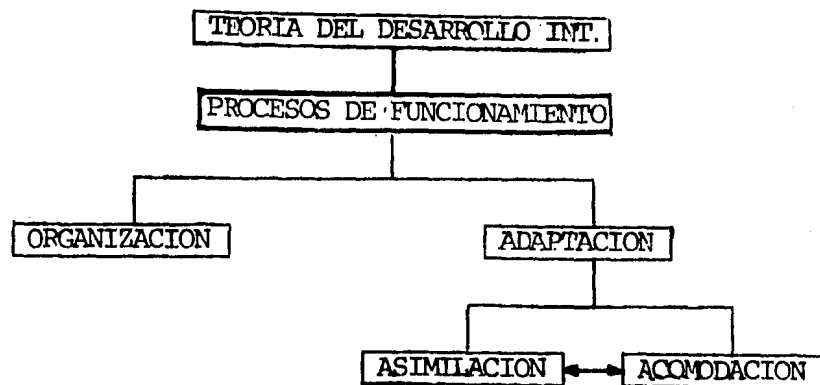 TEORIA DEL DESARROLLO INT.
PROCESOS DE FUNCIONAMIENTO
ORGANIZACION
ADAPTACION
ASIMILACION
ACOMODACION